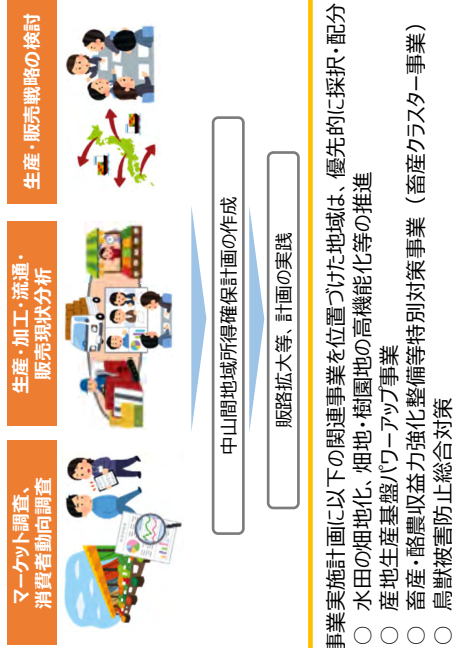 マーケット調査、
消費者動向調査
生産・加工・流通・
販売現状分析
生産・販売戦略の検討
中山間地域所得確保計画の作成
販路拡大等、計画の実践
事業実施計画に以下の関連事業を位置づけた地域は、優先的に採択・配分
○ 水田の畑地化、畑地・樹園地の高機能化等の推進
○ 産地生産基盤パワーアップ事業
○ 畜産・酪農収益力強化整備等特別対策事業（畜産クラスター事業）
○ 鳥獣被害防止総合対策